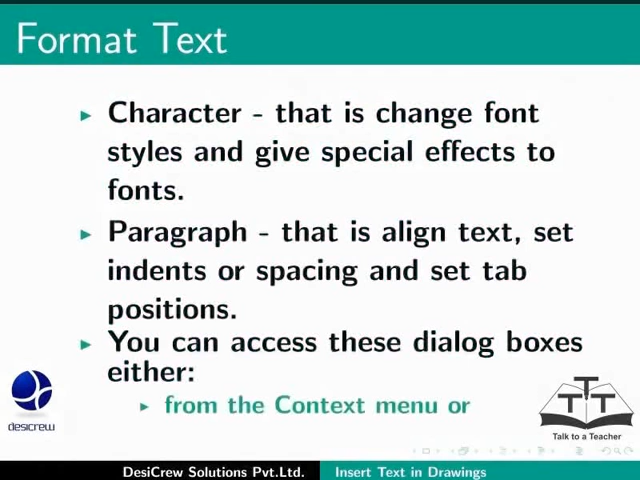 Format Text
Character - that is change font
styles and give special effects to
fonts.
Paragraph - that is align text, set
indents or spacing and set tab
positions.
You can access these dialog boxes
either:
from the Context menu or
desicrew
TTT
Talk to a Teacher
DesiCrew Solutions Pvt.Ltd. Insert Text in Drawings